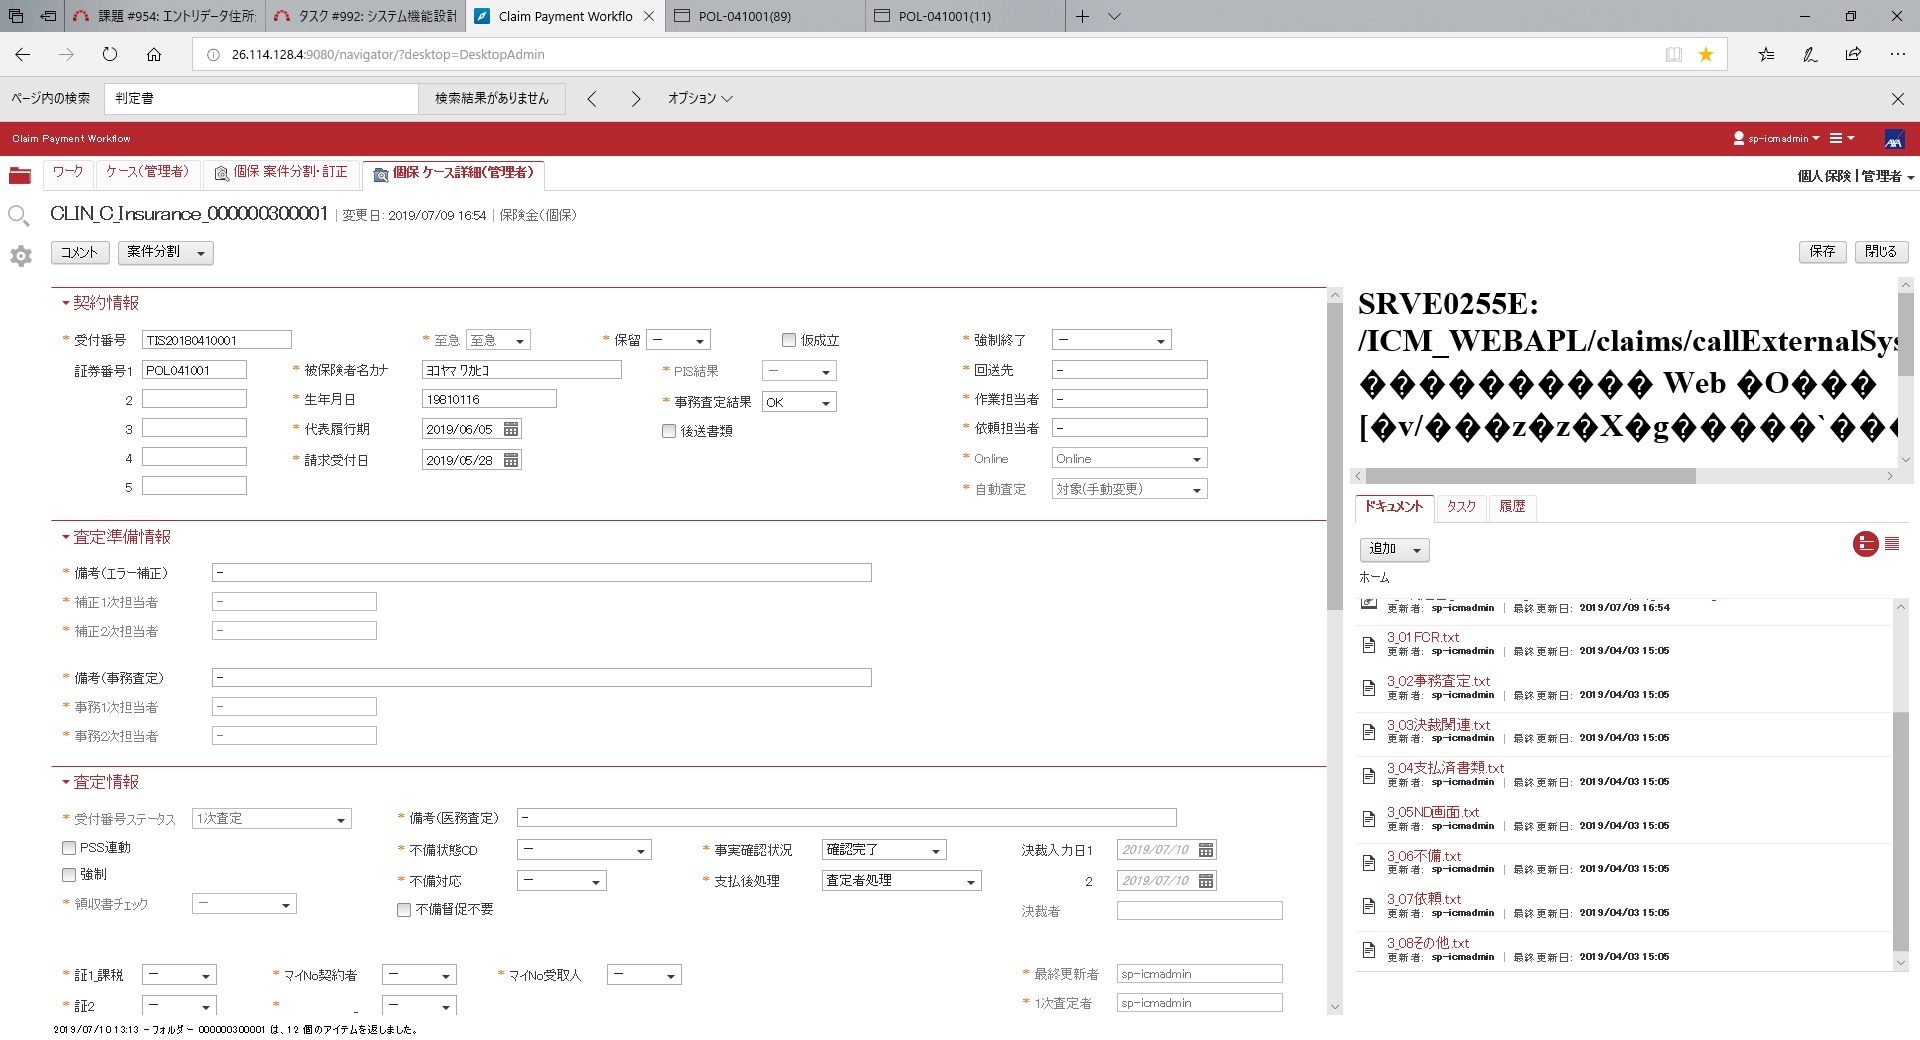 課題 #954: エントリデータ住所
タスク #992: システム機能設計
Claim Payment Workflo
POL-041001(89)
POL-041001(11)
26.114.128.4:9080/navigator/?desktop=DesktopAdmin
ページ内の検索
判定書
検索結果がありません
オプション
Claim Payment Workflow
sp-icmadmin
AXA
ワーク
ケース(管理者)
個保 案件分割・訂正
個保 ケース詳細(管理者)
個人保険 | 管理者
CLIN_C_Insurance_000000300001 | 変更日: 2019/07/09 16:54 | 保険金(個保)
コメント
案件分割
保存
閉じる
契約情報
* 受付番号 TIS20180410001
* 至急 至急
* 保留 ー
仮成立
* 強制終了 ー
証券番号1 POL041001
* 被保険者名カナ ヨコヤマ ワカヒコ
* PIS結果 ー
* 回送先 -
2
* 生年月日 19810116
* 事務査定結果 OK
* 作業担当者 -
3
* 代表履行期 2019/06/05
後送書類
* 依頼担当者 -
4
* 請求受付日 2019/05/28
* Online Online
5
* 自動査定 対象(手動変更)
査定準備情報
* 備考(エラー補正) -
* 補正1次担当者 -
* 補正2次担当者 -
* 備考(事務査定) -
* 事務1次担当者 -
* 事務2次担当者 -
査定情報
* 受付番号ステータス 1次査定
* 備考(医務査定) -
PSS連動
* 不備状態CD ー
* 事実確認状況 確認完了
決裁入力日1 2019/07/10
強制
* 不備対応 ー
* 支払後処理 査定者処理
2 2019/07/10
* 領収書チェック ー
不備督促不要
決裁者
* 証1_課税 ー
* マイNo契約者 ー
* マイNo受取人 ー
* 最終更新者 sp-icmadmin
* 証2 ー
* ー
* 1次査定者 sp-icmadmin
2019/07/10 13:13 - フォルダー 000000300001 は、12 個のアイテムを返しました。
SRVE0255E:
/ICM_WEBAPL/claims/callExternalSys
������������ Web �O���
[�v/���z�z�X�g�����`���
ドキュメント
タスク
履歴
追加
ホーム
更新者: sp-icmadmin | 最終更新日: 2019/07/09 16:54
3_01FCR.txt
更新者: sp-icmadmin | 最終更新日: 2019/04/03 15:05
3_02事務査定.txt
更新者: sp-icmadmin | 最終更新日: 2019/04/03 15:05
3_03決裁関連.txt
更新者: sp-icmadmin | 最終更新日: 2019/04/03 15:05
3_04支払済書類.txt
更新者: sp-icmadmin | 最終更新日: 2019/04/03 15:05
3_05ND画面.txt
更新者: sp-icmadmin | 最終更新日: 2019/04/03 15:05
3_06不備.txt
更新者: sp-icmadmin | 最終更新日: 2019/04/03 15:05
3_07依頼.txt
更新者: sp-icmadmin | 最終更新日: 2019/04/03 15:05
3_08その他.txt
更新者: sp-icmadmin | 最終更新日: 2019/04/03 15:05